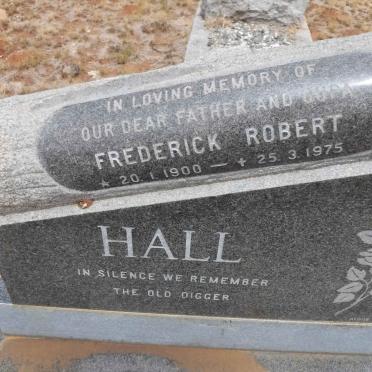 IN LOVING MEMORY OF
OUR DEAR FATHER AND OUPA
FREDERICK ROBERT
* 20.1.1900 — + 25.3.1975
HALL
IN SILENCE WE REMEMBER
THE OLD DIGGER